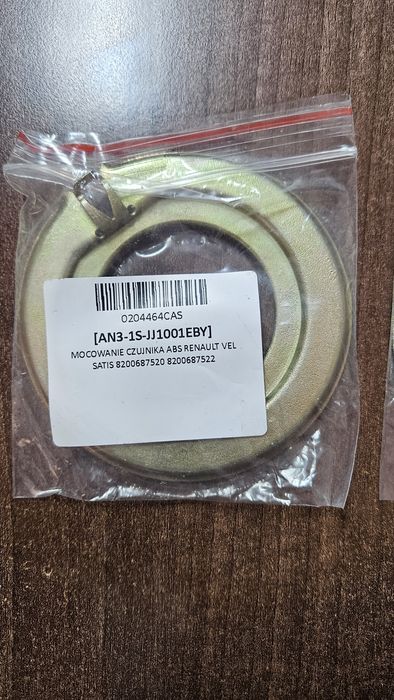 0204464CAS
[AN3-1S-JJ1001EBY]
MOCOWANIE CZUJNIKA ABS RENAULT VEL
SATIS 8200687520 8200687522